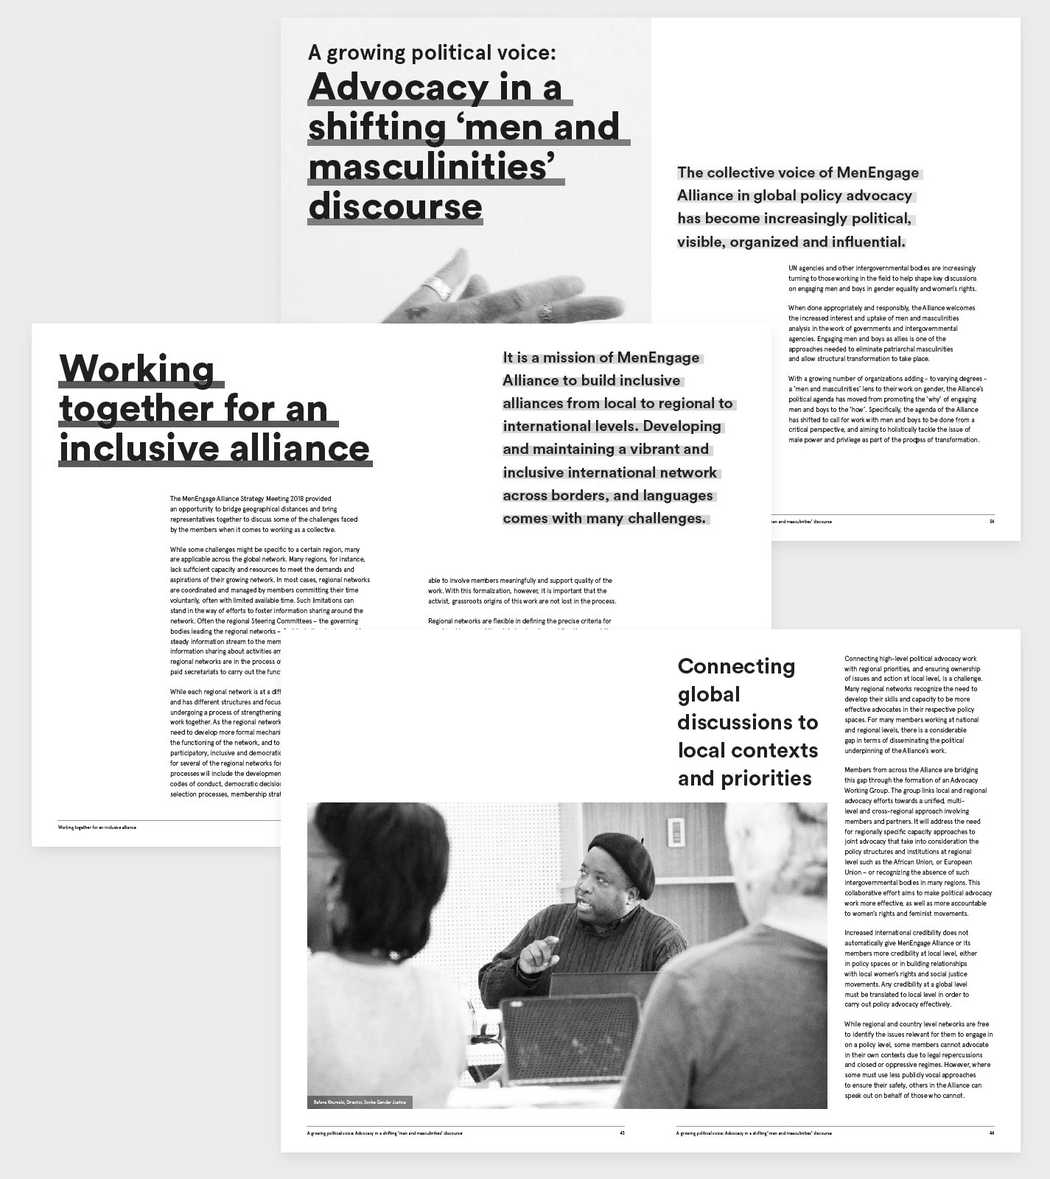 A growing political voice:
Advocacy in a
shifting ‘men and
masculinities’
discourse
The collective voice of MenEngage
Alliance in global policy advocacy
has become increasingly political,
visible, organized and influential.
UN agencies and other intergovernmental bodies are increasingly
turning to those working in the field to help shape key discussions
on engaging men and boys in gender equality and women's rights.
When done appropriately and responsibly, the Alliance welcomes
the increased interest and uptake of men and masculinities
analysis in the work of governments and intergovernmental
agencies. Engaging men and boys as allies is one of the
approaches needed to eliminate patriarchal masculinities
and allow structural transformation to take place.
With a growing number of organizations adding – to varying degrees –
a 'men and masculinities' lens to their work on gender, the Alliance's
political agenda has moved from promoting the 'why' of engaging
men and boys to the 'how'. Specifically, the agenda of the Alliance
has shifted to call for work with men and boys to be done from a
critical perspective, and aiming to holistically tackle the issue of
male power and privilege as part of the process of transformation.
and masculinities' discourse
Working
together for an
inclusive alliance
It is a mission of MenEngage
Alliance to build inclusive
alliances from local to regional to
international levels. Developing
and maintaining a vibrant and
inclusive international network
across borders, and languages
comes with many challenges.
The MenEngage Alliance Strategy Meeting 2018 provided
an opportunity to bridge geographical distances and bring
representatives together to discuss some of the challenges faced
by the members when it comes to working as a collective.
While some challenges might be specific to a certain region, many
are applicable across the global network. Many regions, for instance,
lack sufficient capacity and resources to meet the demands and
aspirations of their growing network. In most cases, regional networks
are coordinated and managed by members committing their time
voluntarily, often with limited available time. Such limitations can
stand in the way of efforts to foster information sharing around the
network. Often the regional Steering Committees – the governing
bodies leading the regional networks –
steady information stream to the mem
information sharing about activities am
regional networks are in the process o
paid secretariats to carry out the func
While each regional network is at a diff
and has different structures and focus
undergoing a process of strengthening
work together. As the regional network
need to develop more formal mechani
the functioning of the network, and to
participatory, inclusive and democratic
for several of the regional networks for
processes will include the developmen
codes of conduct, democratic decision
selection processes, membership strat
able to involve members meaningfully and support quality of the
work. With this formalization, however, it is important that the
activist, grassroots origins of this work are not lost in the process.
Regional networks are flexible in defining the precise criteria for
Working together for an inclusive alliance
Connecting
global
discussions to
local contexts
and priorities
Connecting high-level political advocacy work
with regional priorities, and ensuring ownership
of issues and action at local level, is a challenge.
Many regional networks recognize the need to
develop their skills and capacity to be more
effective advocates in their respective policy
spaces. For many members working at national
and regional levels, there is a considerable
gap in terms of disseminating the political
underpinning of the Alliance's work.
Members from across the Alliance are bridging
this gap through the formation of an Advocacy
Working Group. The group links local and regional
advocacy efforts towards a unified, multi-
level and cross-regional approach involving
members and partners. It will address the need
for regionally specific capacity approaches to
joint advocacy that take into consideration the
policy structures and institutions at regional
level such as the African Union, or European
Union – or recognizing the absence of such
intergovernmental bodies in many regions. This
collaborative effort aims to make political advocacy
work more effective, as well as more accountable
to women's rights and feminist movements.
Increased international credibility does not
automatically give MenEngage Alliance or its
members more credibility at local level, either
in policy spaces or in building relationships
with local women's rights and social justice
movements. Any credibility at a global level
must be translated to local level in order to
carry out policy advocacy effectively.
While regional and country level networks are free
to identify the issues relevant for them to engage in
on a policy level, some members cannot advocate
in their own contexts due to legal repercussions
and closed or oppressive regimes. However, where
some must use less publicly vocal approaches
to ensure their safety, others in the Alliance can
speak out on behalf of those who cannot.
Bafana Khumalo, Director, Sonke Gender Justice
A growing political voice: Advocacy in a shifting 'men and masculinities' discourse
43
A growing political voice: Advocacy in a shifting 'men and masculinities' discourse
44